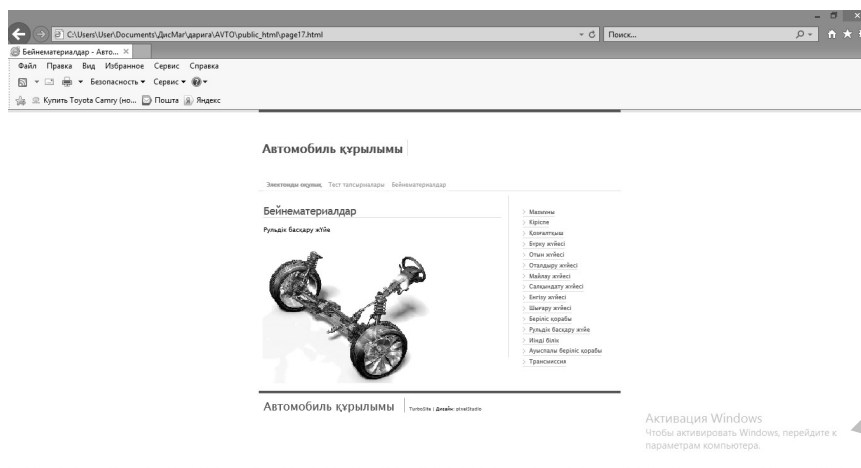 C:\Users\User\Documents\ДисМаг\дарига\AVTO\public_html\page17.html
Поиск...
Бейнематериалдар - Авто... ×
Файл Правка Вид Избранное Сервис Справка
Безопасность Сервис
Купить Toyota Camry (но... Почта Яндекс
Автомобиль құрылымы
Электонды оқулық Тест тапсырмалары Бейнематериалдар
Бейнематериалдар
Рульдік басқару жүйе
Мазмұны
Кіріспе
Қозғалтқыш
Бүрку жүйесі
Отын жүйесі
Оталдыру жүйесі
Майлау жүйесі
Салқындату жүйесі
Енгізу жүйесі
Шығару жүйесі
Беріліс қорабы
Рульдік басқару жүйе
Иінді білік
Ауыспалы беріліс қорабы
Трансмиссия
Автомобиль құрылымы
TurboSite | Дизайн: pixelStudio
Активация Windows
Чтобы активировать Windows, перейдите к
параметрам компьютера.